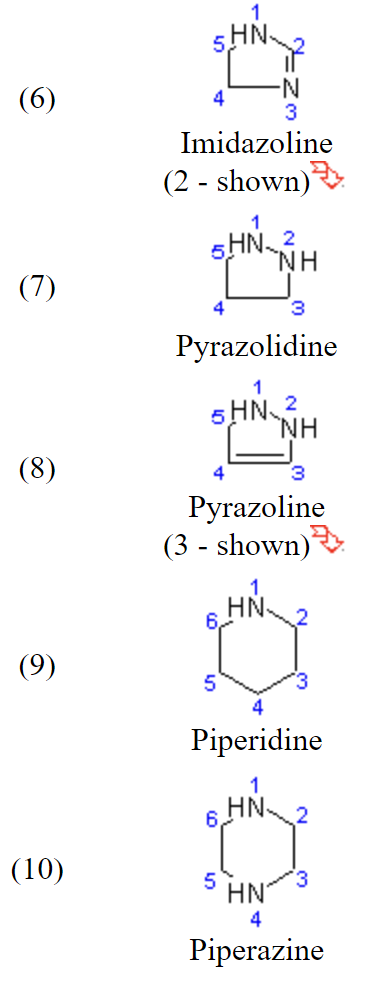 1
HN
5
2
(6)
4
N
3
Imidazoline
(2 - shown)
1
HN
2
5
NH
(7)
4
3
Pyrazolidine
1
HN
2
5
NH
(8)
4
3
Pyrazoline
(3 - shown)
1
HN
6
2
(9)
5
3
4
Piperidine
1
HN
6
2
(10)
5
3
HN
4
Piperazine